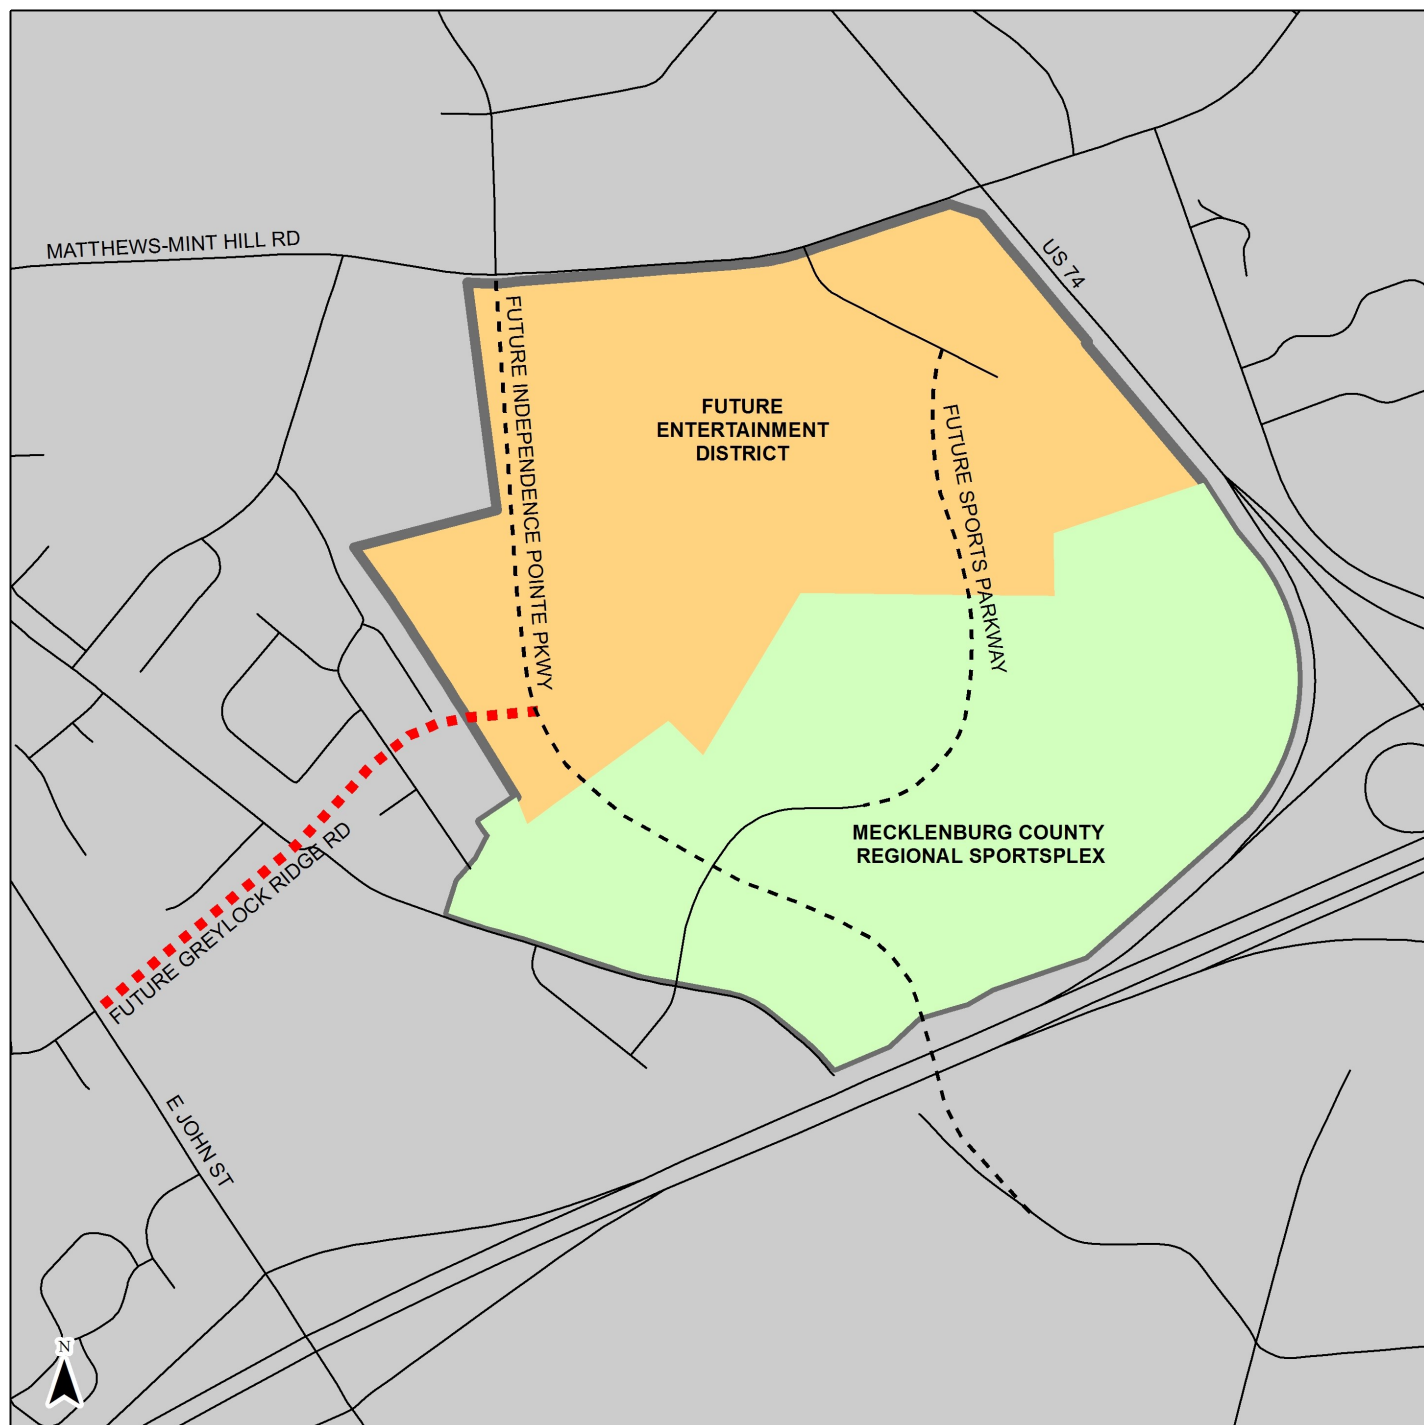 MATTHEWS-MINT HILL RD
US 74
FUTURE INDEPENDENCE POINTE PKWY
FUTURE
ENTERTAINMENT
DISTRICT
FUTURE SPORTS PARKWAY
MECKLENBURG COUNTY
REGIONAL SPORTSPLEX
FUTURE GREYLOCK RIDGE RD
E JOHN ST
N